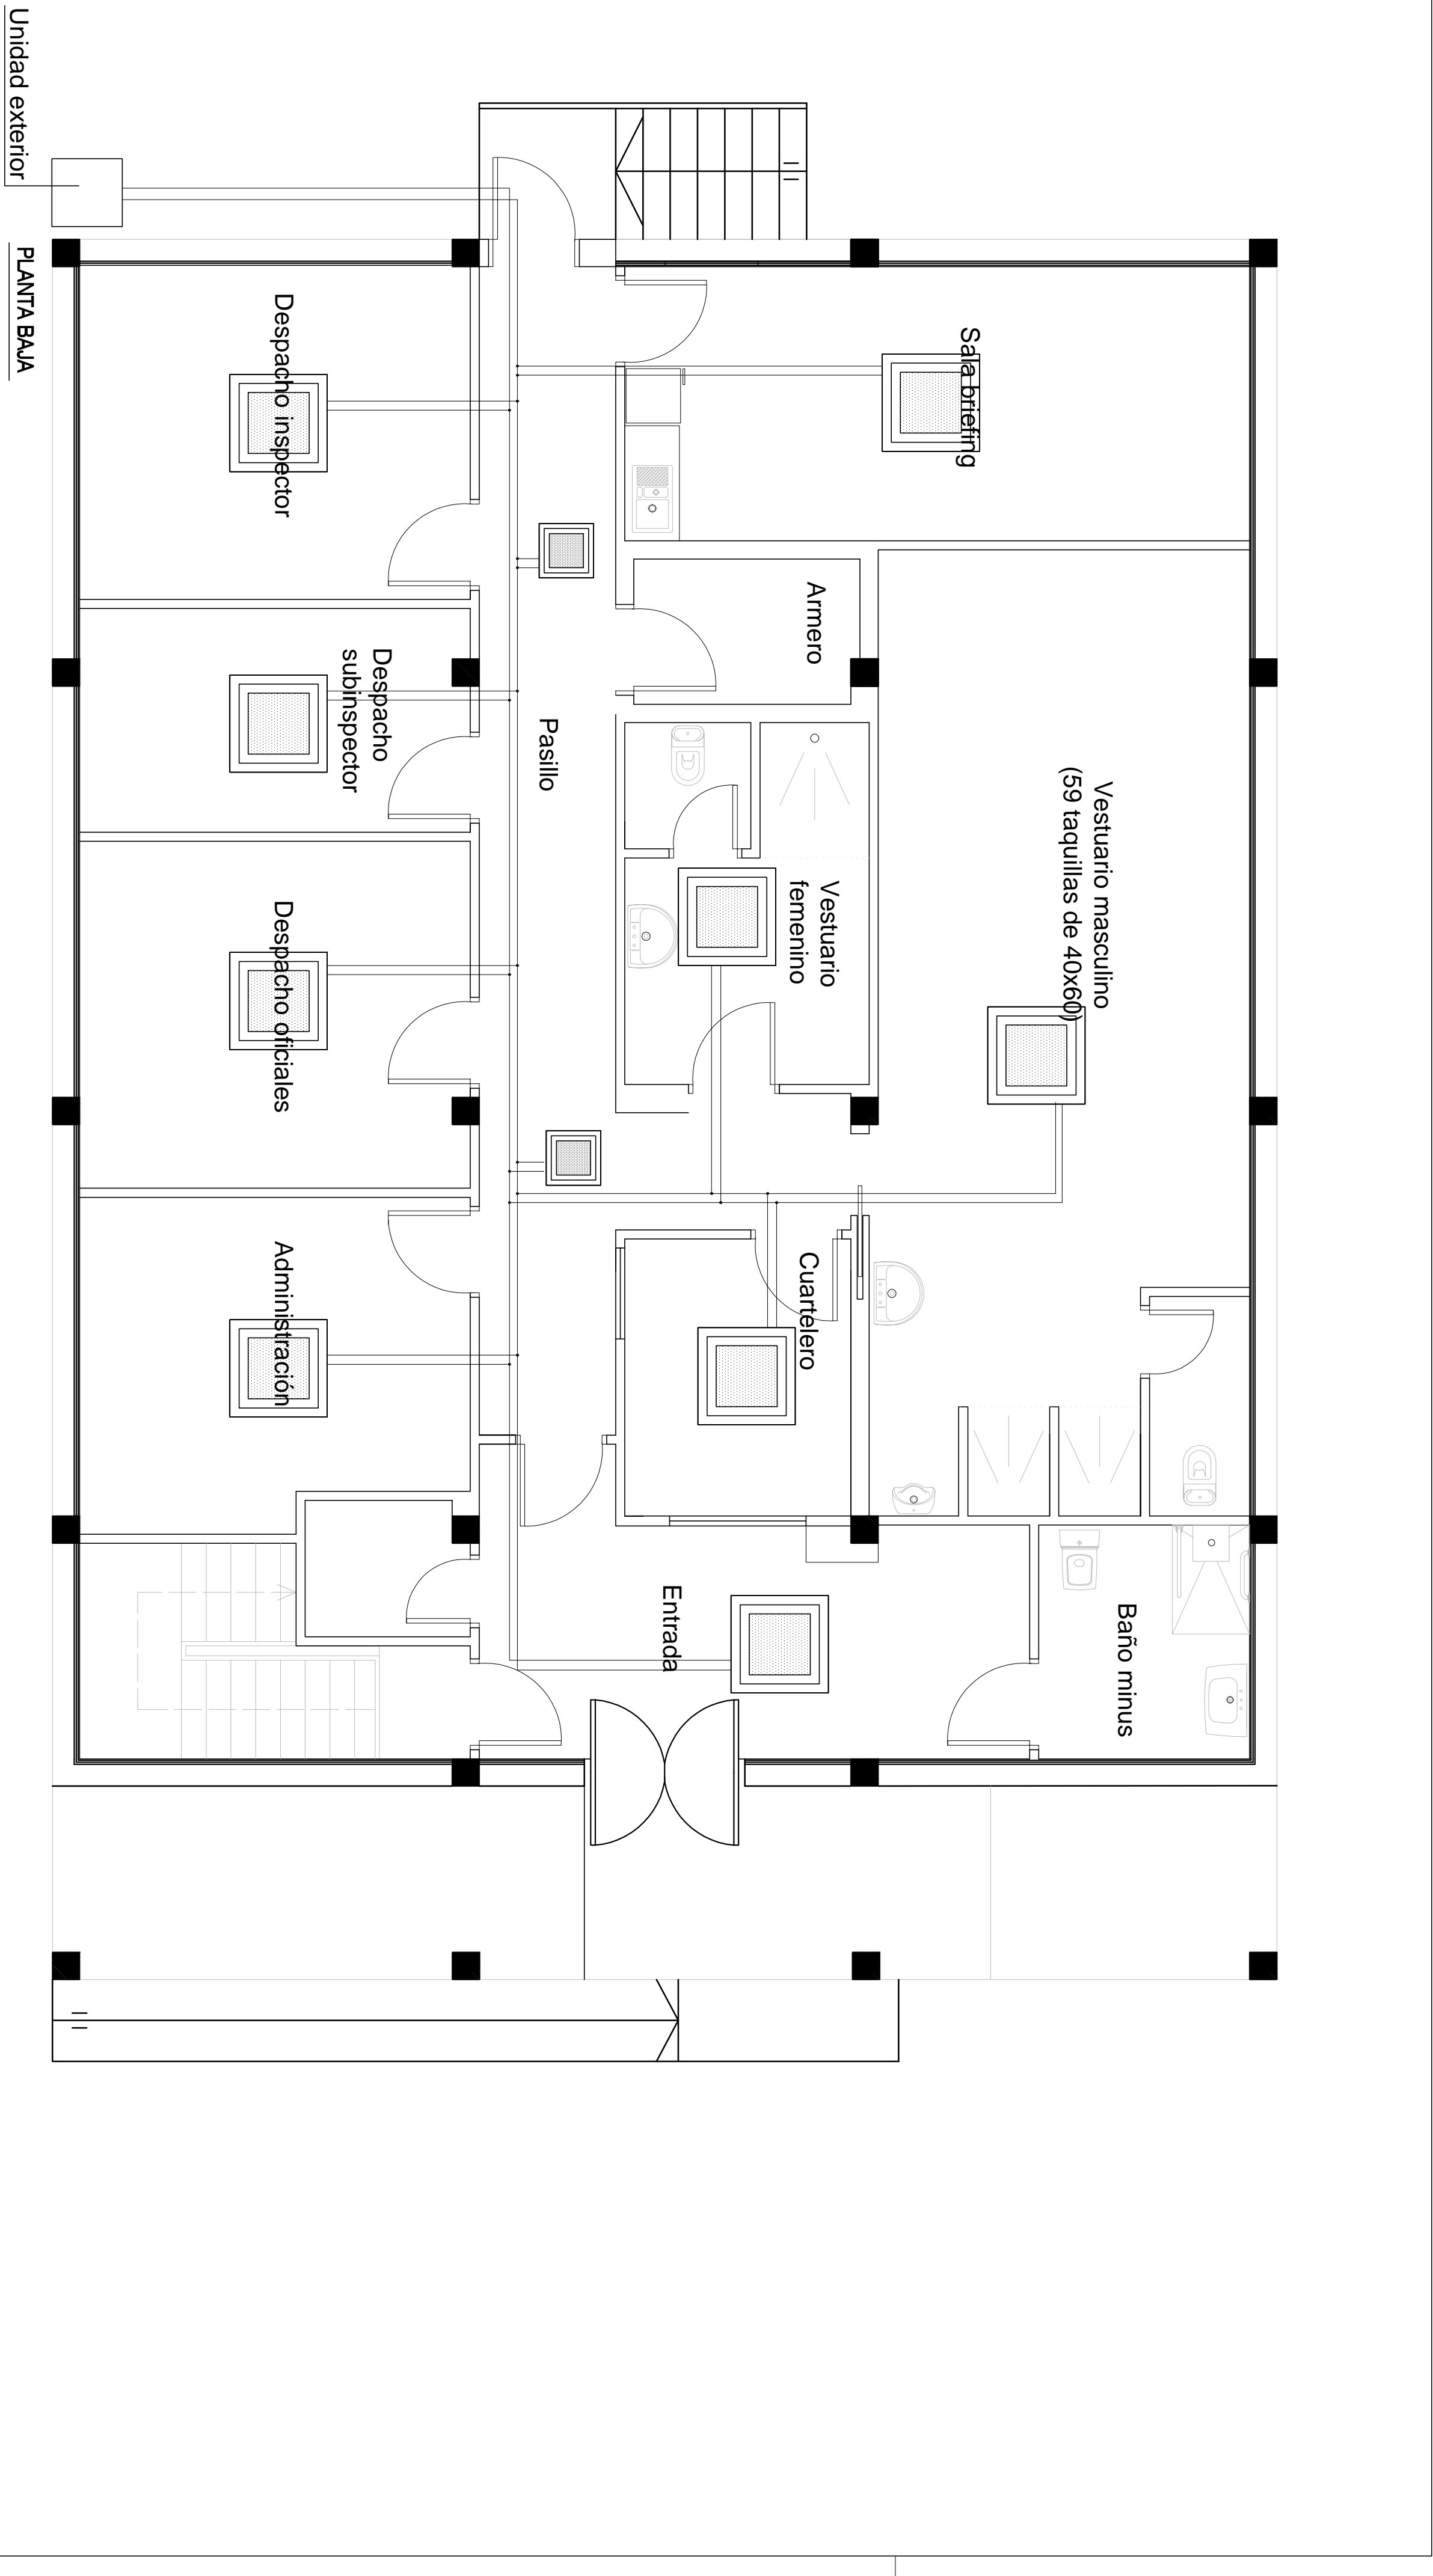 Unidad exterior
PLANTA BAJA
Sala briefing
Despacho inspector
Armero
Despacho
subinspector
Pasillo
Vestuario masculino
(59 taquillas de 40x60)
Vestuario
femenino
Despacho oficiales
Cuartelero
Administración
Entrada
Baño minus